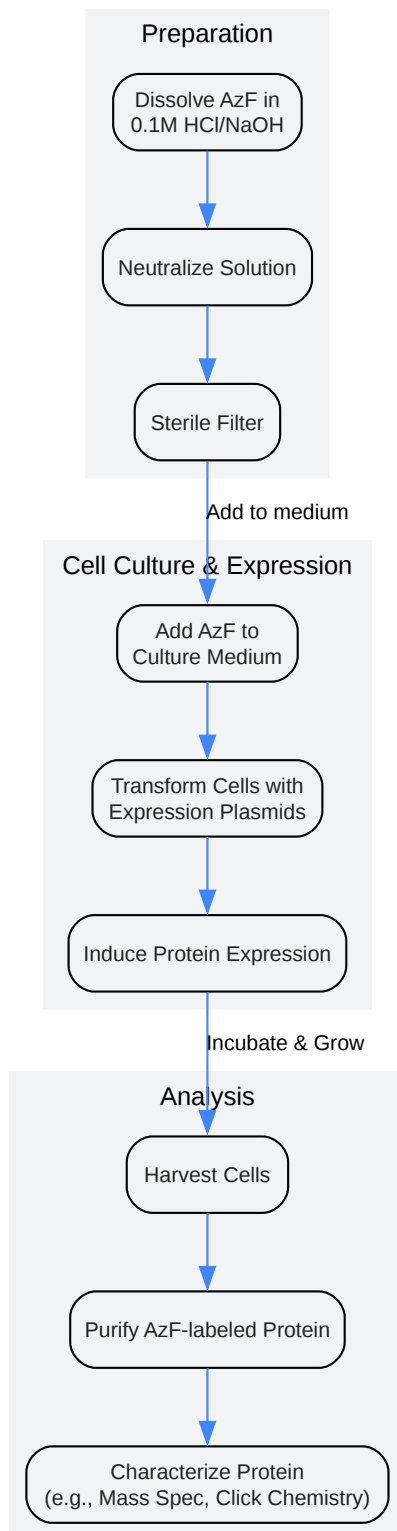 Preparation
Dissolve AzF in
0.1M HCl/NaOH
Neutralize Solution
Sterile Filter
Add to medium
Cell Culture & Expression
Add AzF to
Culture Medium
Transform Cells with
Expression Plasmids
Induce Protein Expression
Incubate & Grow
Analysis
Harvest Cells
Purify AzF-labeled Protein
Characterize Protein
(e.g., Mass Spec, Click Chemistry)